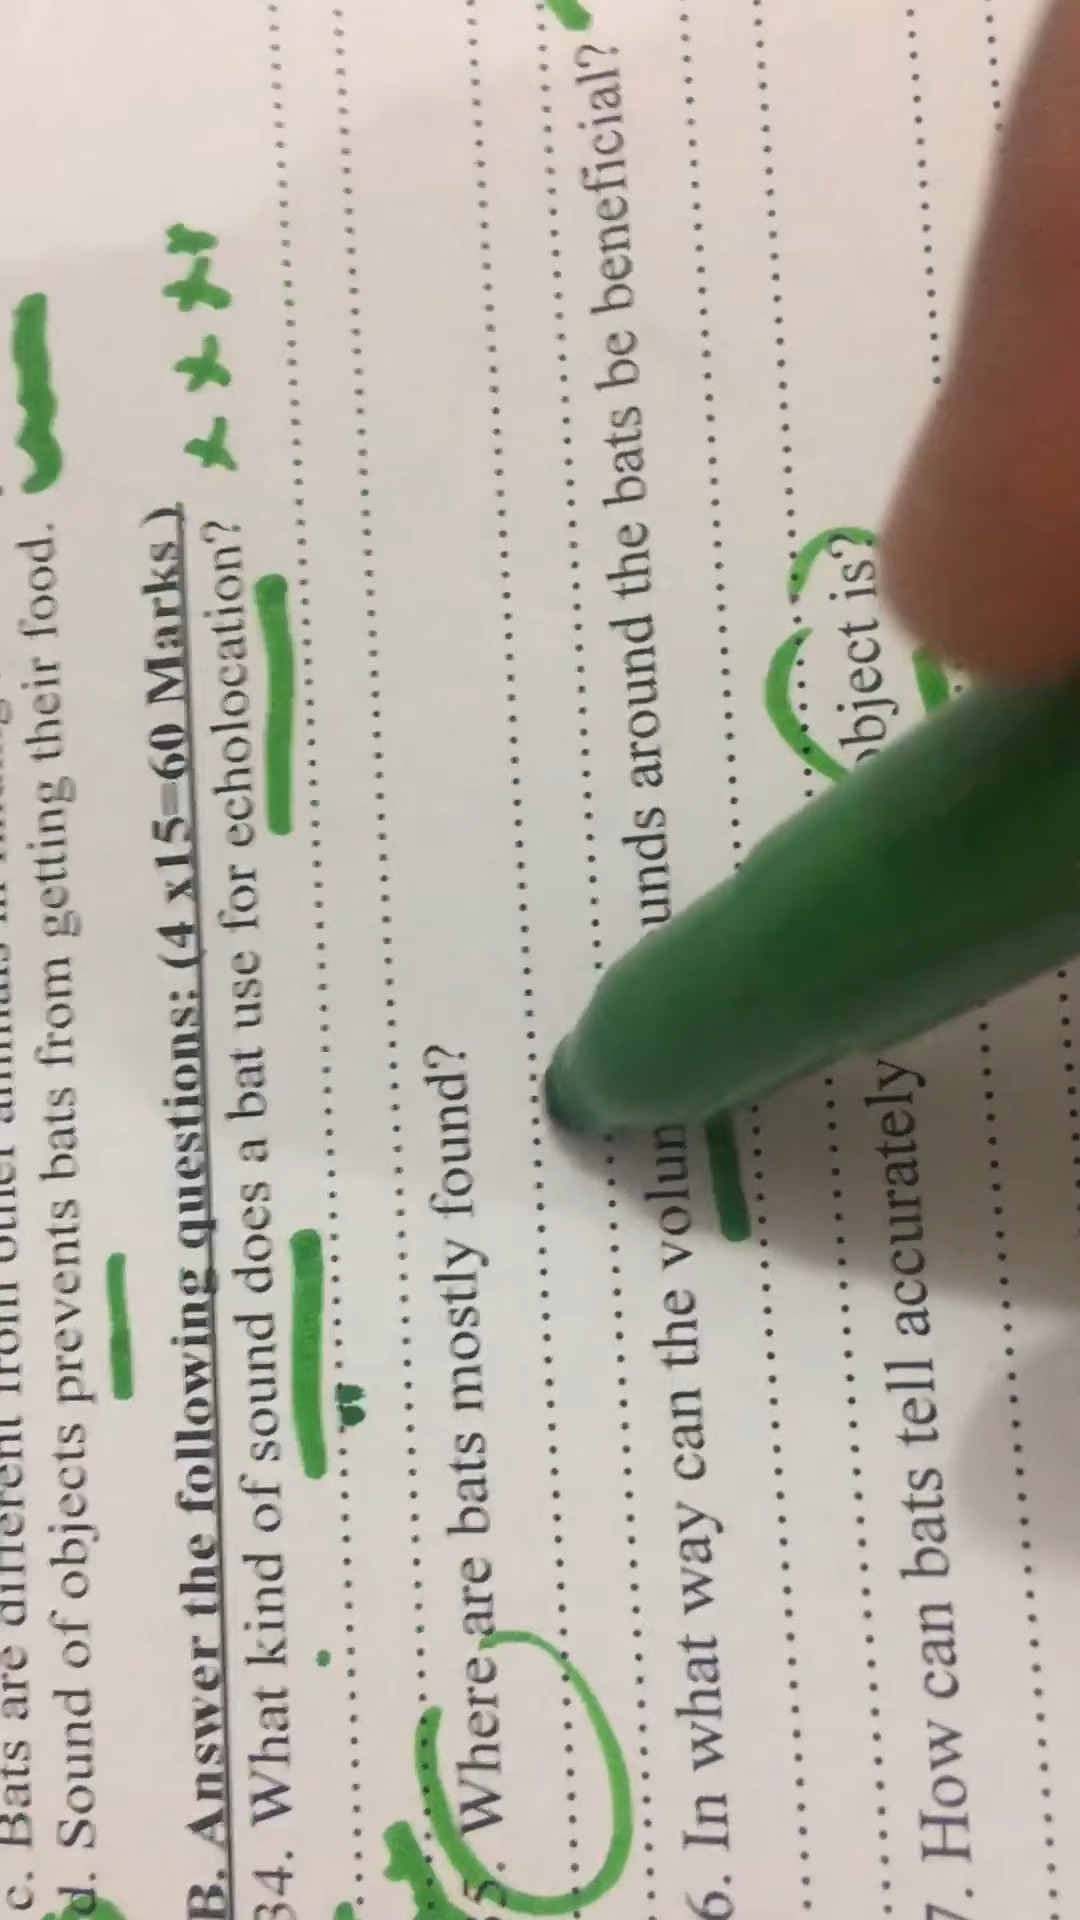 c. Bats are different from other animals in
d. Sound of objects prevents bats from getting their food.
B. Answer the following questions: (4 x15=60 Marks)
34. What kind of sound does a bat use for echolocation?
5. Where are bats mostly found?
6. In what way can the unds around the bats be beneficial?
7. How can bats tell accurately bject is?